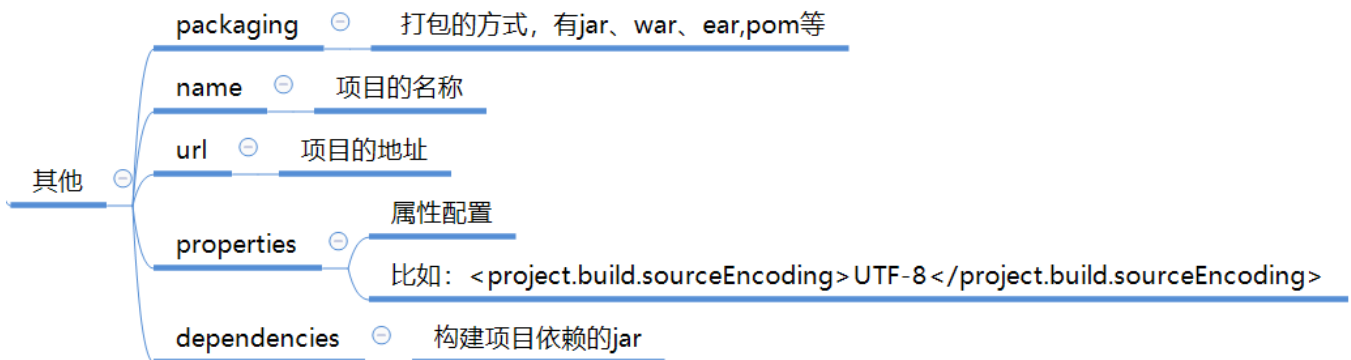 packaging 打包的方式，有jar、war、ear,pom等
name 项目的名称
url 项目的地址
其他
属性配置
properties
比如：<project.build.sourceEncoding>UTF-8</project.build.sourceEncoding>
dependencies 构建项目依赖的jar